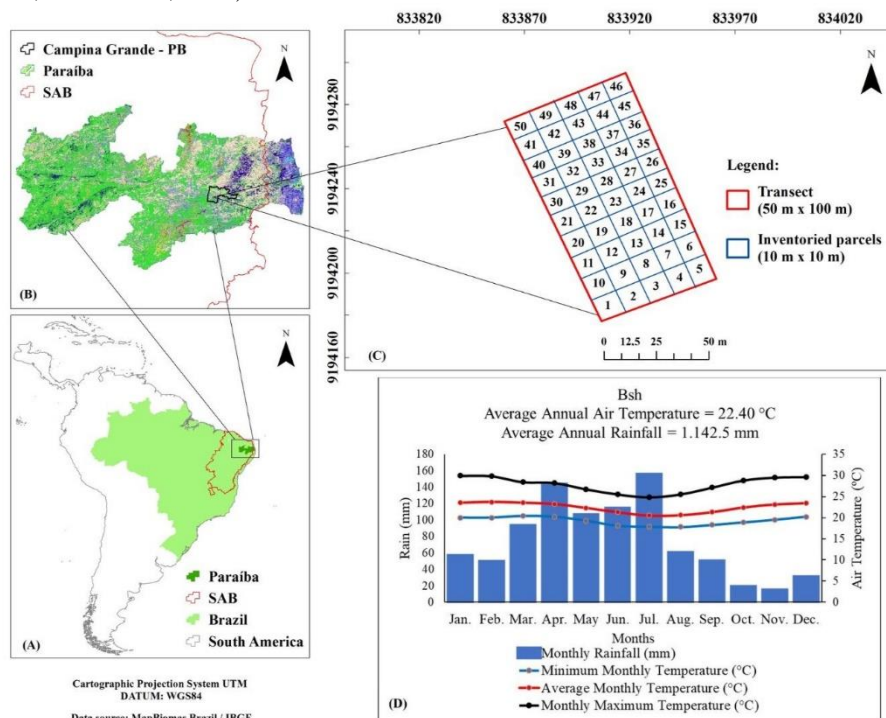 833820 833870 833920 833970 834020
Campina Grande - PB
Paraíba
SAB
N
(B)
N
9194280
9194240
9194200
9194160
50 49 48 47 46
41 42 43 44 45
40 39 38 37 36
31 32 33 34 35
30 29 28 27 26
21 22 23 24 25
20 19 18 17 16
11 12 13 14 15
10 9 8 7 6
1 2 3 4 5
Legend:
Transect
(50 m x 100 m)
Inventoried parcels
(10 m x 10 m)
0 12.5 25 50 m
(C)
N
Paraíba
SAB
Brazil
South America
(A)
Cartographic Projection System UTM
DATUM: WGS84
Data source: MapBiomas Brazil / IBGE
Bsh
Average Annual Air Temperature = 22.40 °C
Average Annual Rainfall = 1.142.5 mm
Rain (mm)
180
160
140
120
100
80
60
40
20
0
35
30
25
20
15
10
5
0
Air Temperature (°C)
Jan. Feb. Mar. Apr. May Jun. Jul. Aug. Sep. Oct. Nov. Dec.
Months
Monthly Rainfall (mm)
Minimum Monthly Temperature (°C)
Average Monthly Temperature (°C)
Monthly Maximum Temperature (°C)
(D)